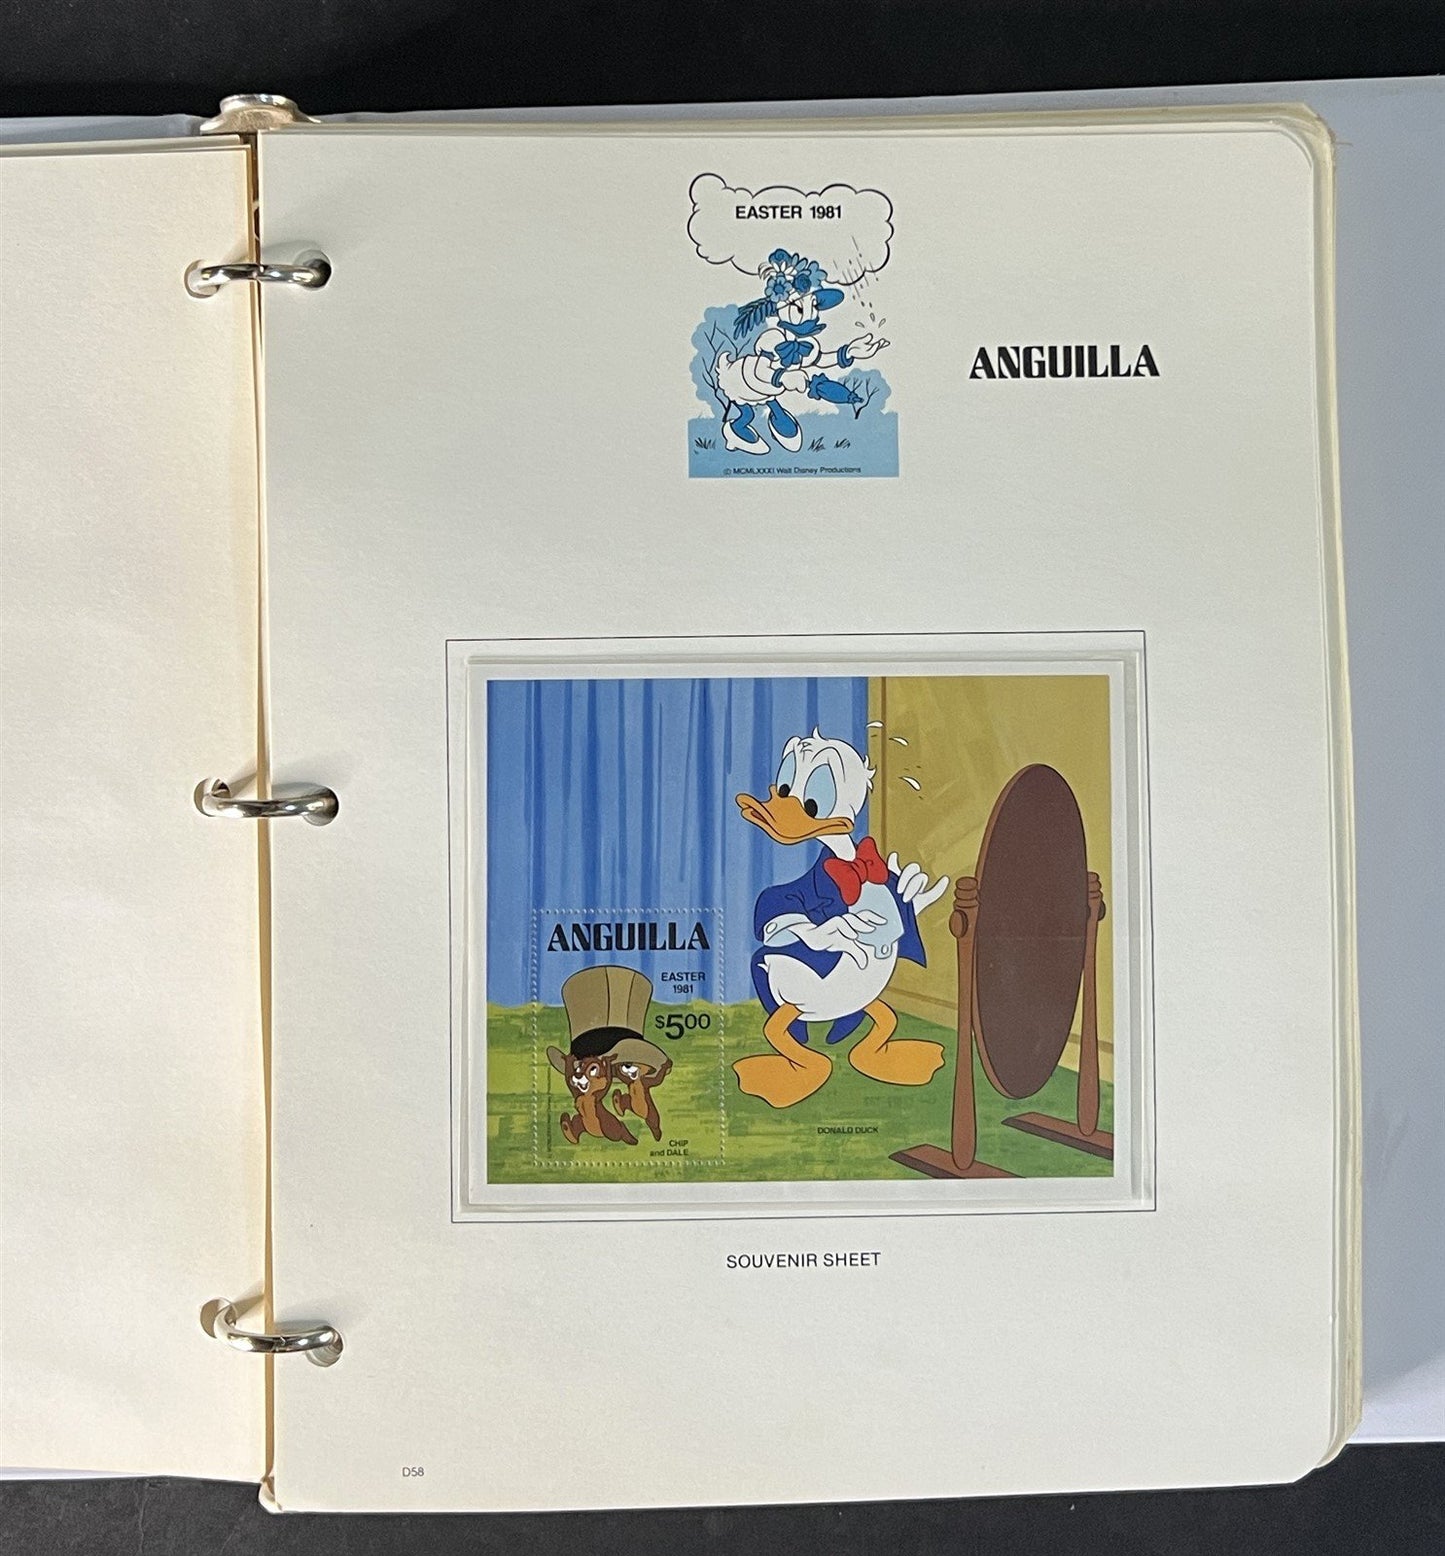 EASTER 1981
© MCMLXXXI Walt Disney Productions
ANGUILLA
ANGUILLA
EASTER
1981
$5.00
CHIP
and DALE
DONALD DUCK
SOUVENIR SHEET
D58